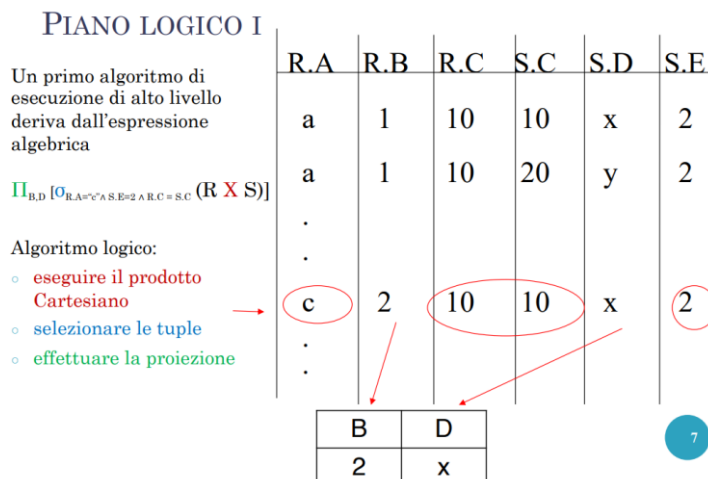 PIANO LOGICO I
Un primo algoritmo di
esecuzione di alto livello
deriva dall'espressione
algebrica
Π B,D [σ R.A="c"∧ S.E=2 ∧ R.C = S.C (R X S)]
Algoritmo logico:
○ eseguire il prodotto
Cartesiano
○ selezionare le tuple
○ effettuare la proiezione
R.A R.B R.C S.C S.D S.E
a 1 10 10 x 2
a 1 10 20 y 2
.
.
c 2 10 10 x 2
.
.
B D
2 x
7